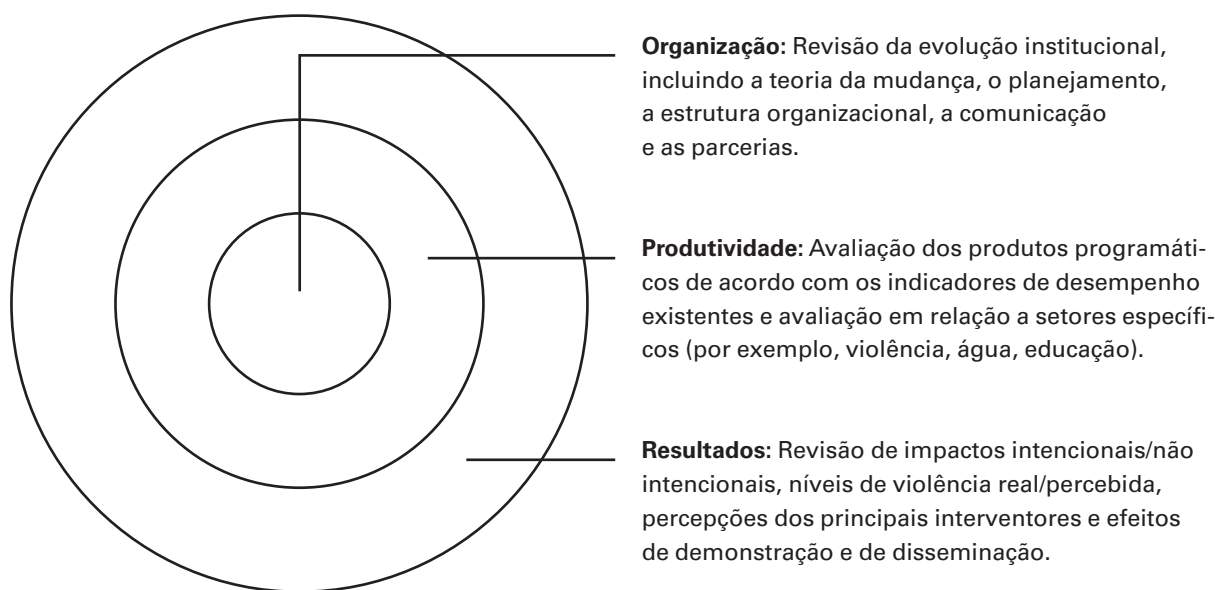 Organização: Revisão da evolução institucional,
incluindo a teoria da mudança, o planejamento,
a estrutura organizacional, a comunicação
e as parcerias.
Produtividade: Avaliação dos produtos programáti-
cos de acordo com os indicadores de desempenho
existentes e avaliação em relação a setores específi-
cos (por exemplo, violência, água, educação).
Resultados: Revisão de impactos intencionais/não
intencionais, níveis de violência real/percebida,
percepções dos principais interventores e efeitos
de demonstração e de disseminação.